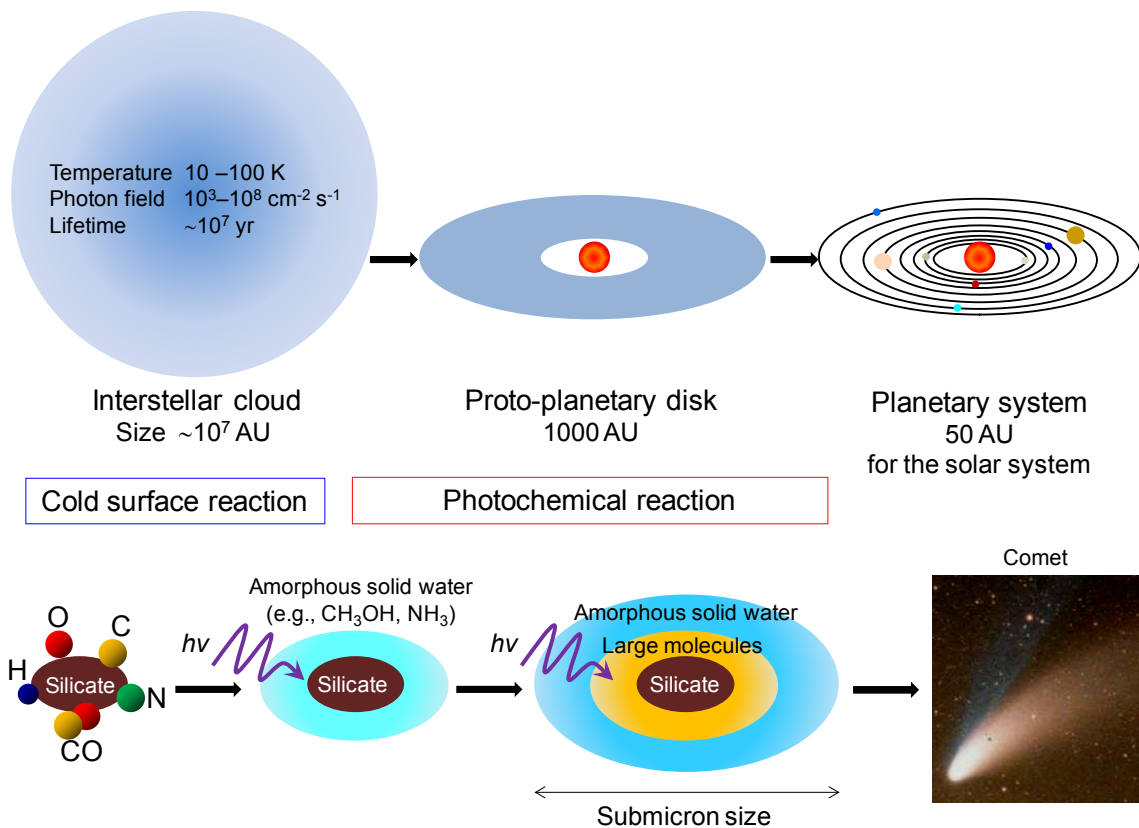 Temperature 10 –100 K
Photon field 10³–10⁸ cm⁻² s⁻¹
Lifetime ~10⁷ yr
Interstellar cloud
Size ~10⁷ AU
Proto-planetary disk
1000 AU
Planetary system
50 AU
for the solar system
Cold surface reaction
Photochemical reaction
O
C
H
Silicate
N
CO
hν
Amorphous solid water
(e.g., CH₃OH, NH₃)
Silicate
hν
Amorphous solid water
Large molecules
Silicate
Submicron size
Comet